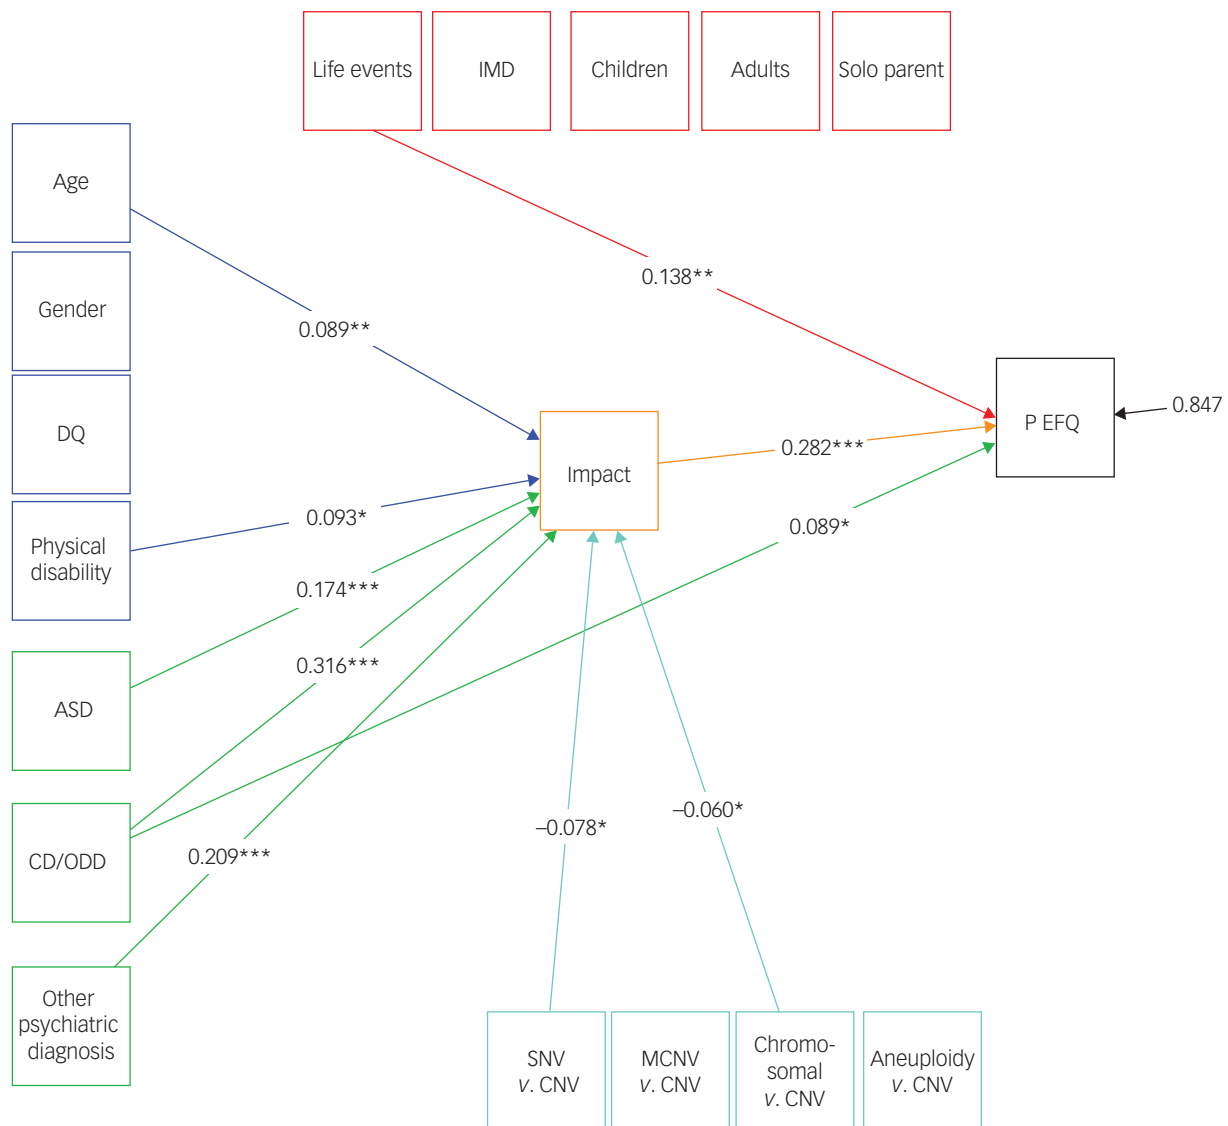 Life events
IMD
Children
Adults
Solo parent
Age
Gender
DQ
Physical
disability
ASD
CD/ODD
Other
psychiatric
diagnosis
0.138**
0.089**
0.093*
0.174***
0.316***
0.209***
Impact
0.282***
0.089*
P EFQ
0.847
–0.078*
–0.060*
SNV
v. CNV
MCNV
v. CNV
Chromo-
somal
v. CNV
Aneuploidy
v. CNV